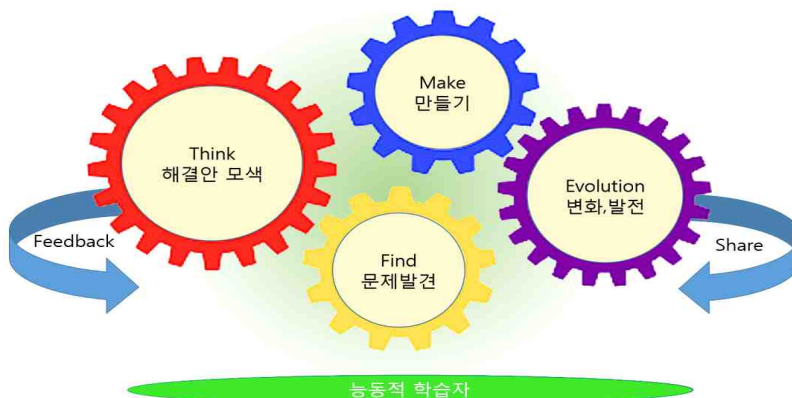 Make
만들기
Think
해결안 모색
Evolution
변화,발전
Feedback
Share
Find
문제발견
능동적 학습자